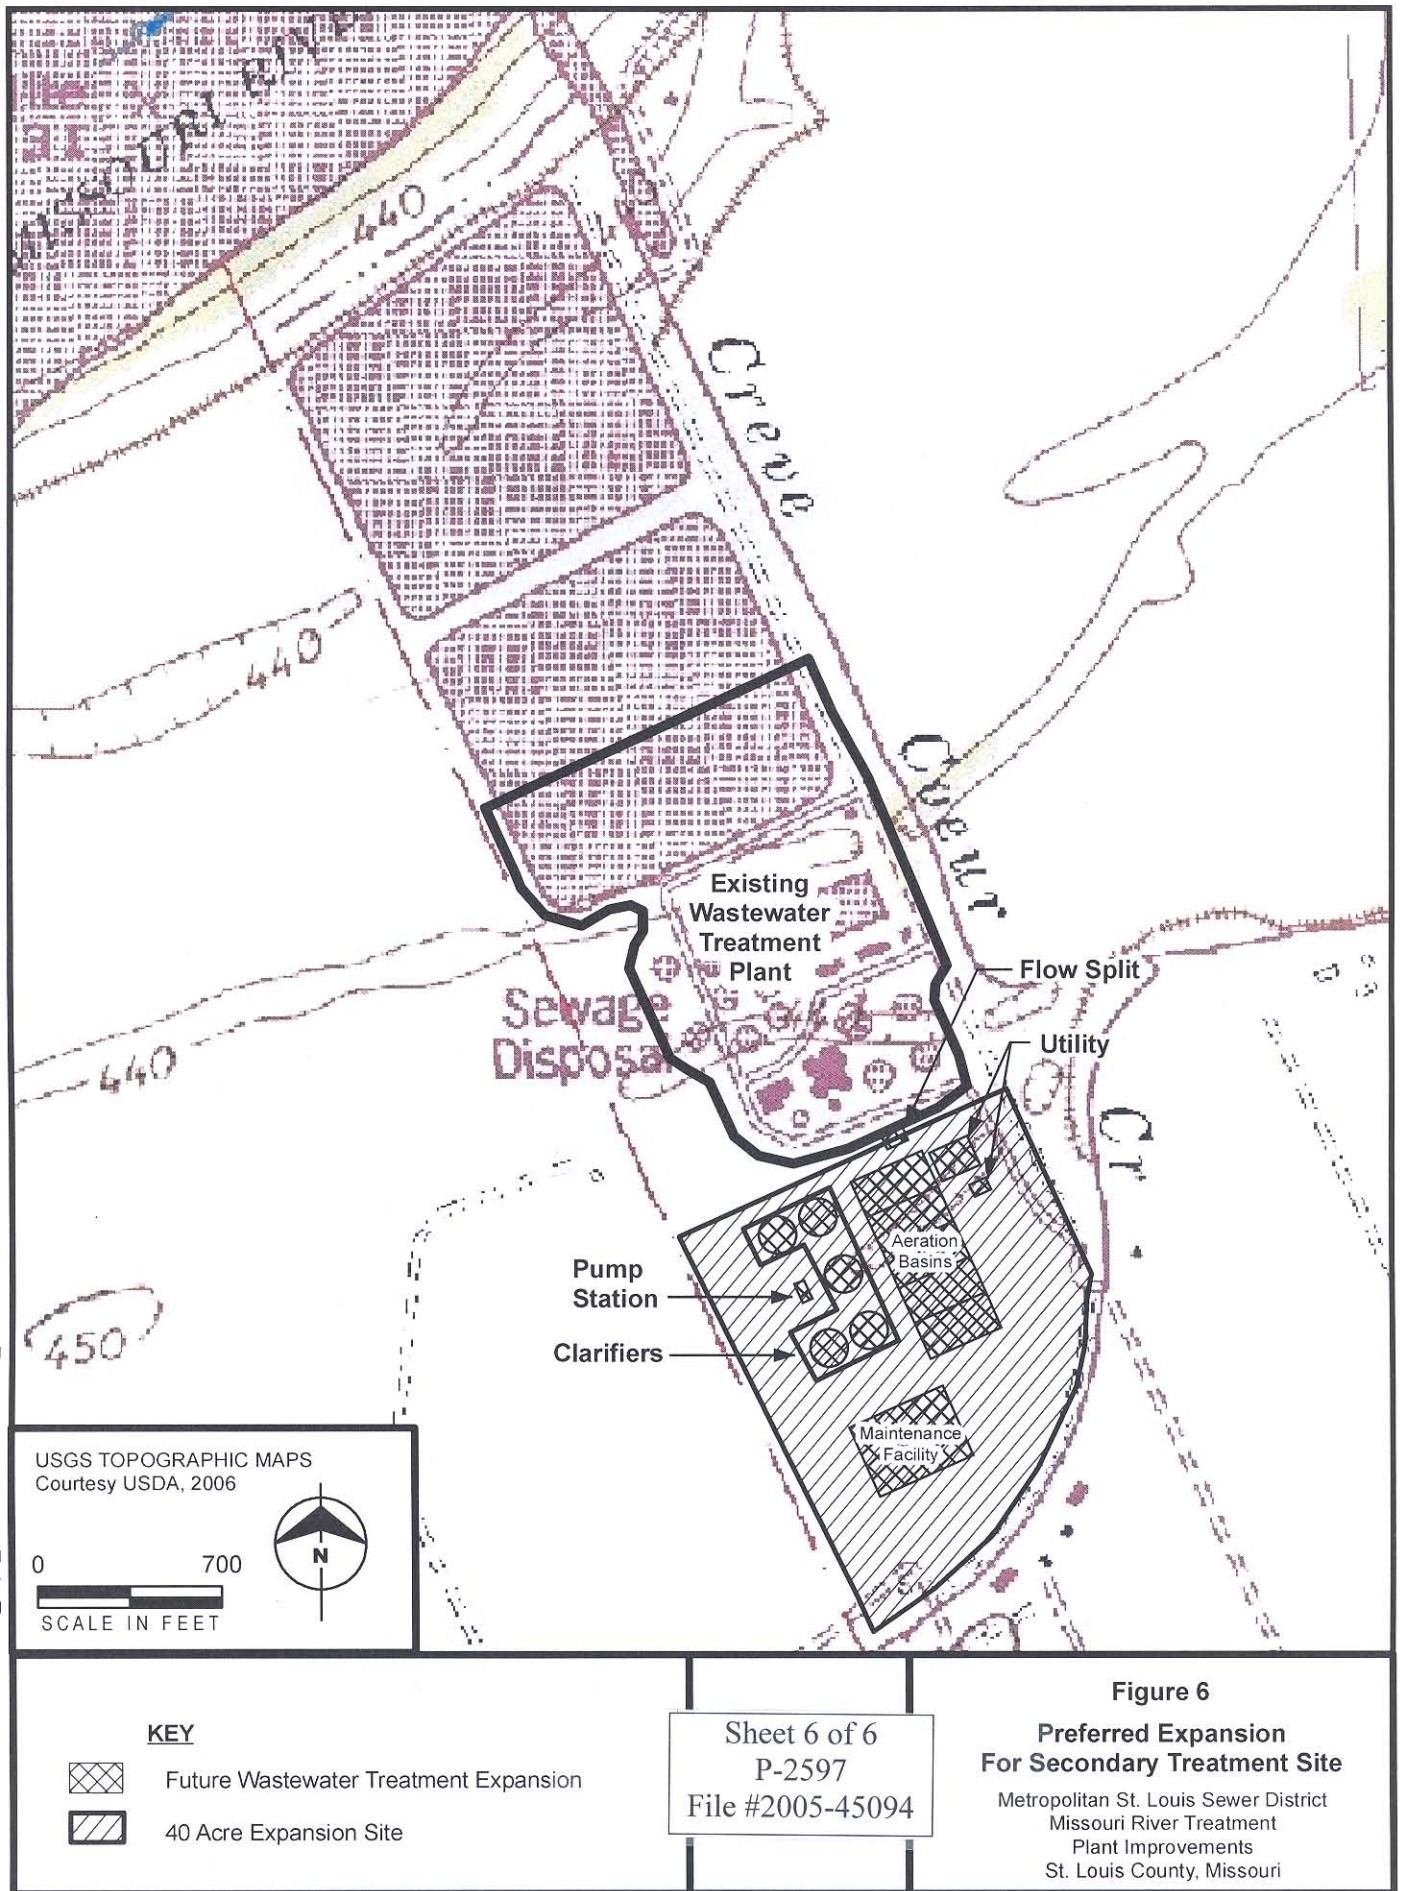 MISSOURI RIVE
440
Creve
440
Coeur
Existing
Wastewater
Treatment
Plant
Flow Split
Sewage
Disposal
Utility
440
Cr
Aeration
Basins
Pump
Station
450
Clarifiers
Maintenance
Facility
USGS TOPOGRAPHIC MAPS
Courtesy USDA, 2006
0 700
N
SCALE IN FEET
KEY
Future Wastewater Treatment Expansion
40 Acre Expansion Site
Sheet 6 of 6
P-2597
File #2005-45094
Figure 6
Preferred Expansion
For Secondary Treatment Site
Metropolitan St. Louis Sewer District
Missouri River Treatment
Plant Improvements
St. Louis County, Missouri